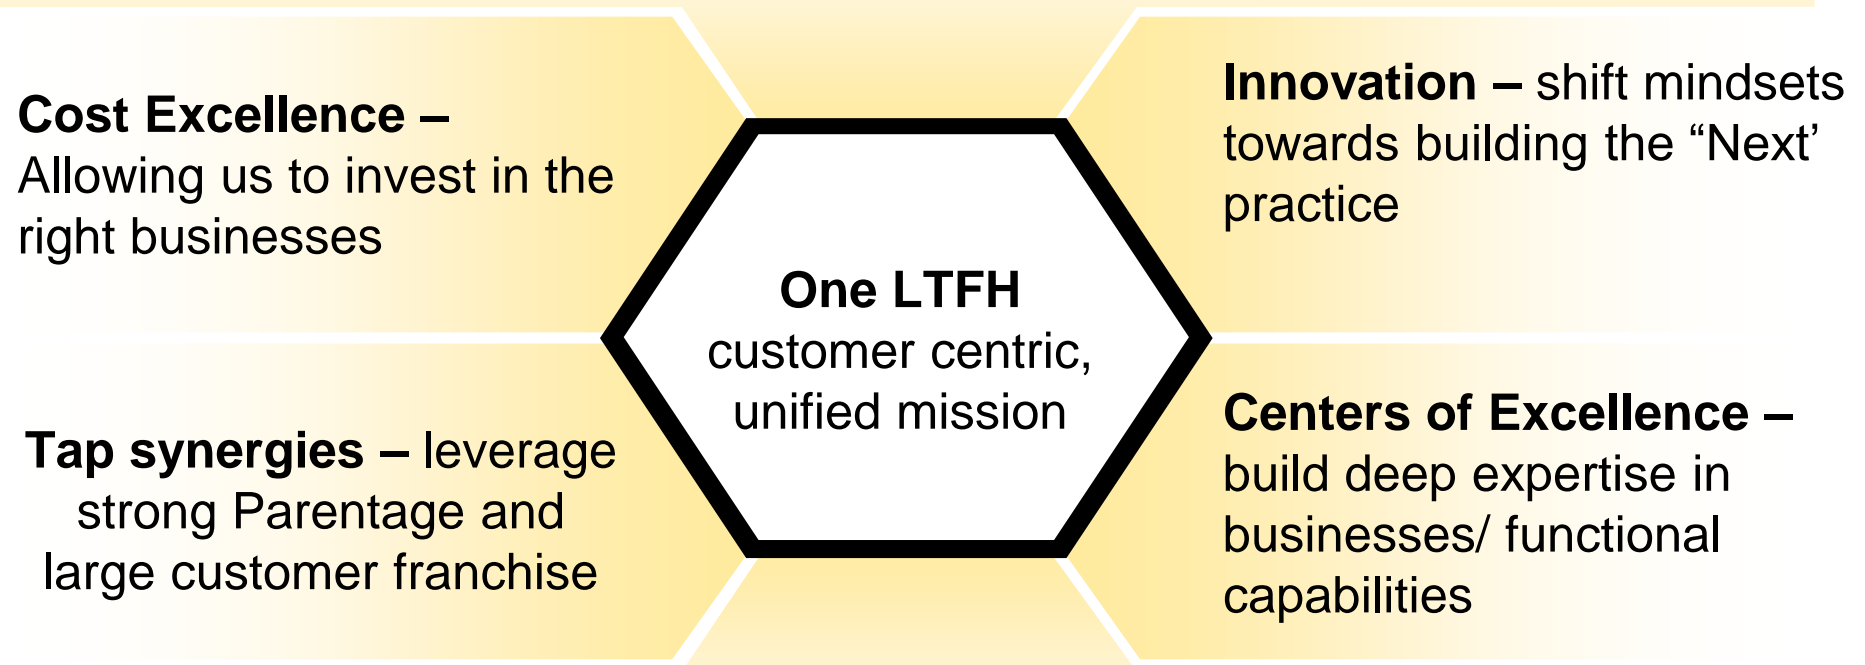 Cost Excellence –
Allowing us to invest in the
right businesses
Innovation – shift mindsets
towards building the “Next’
practice
One LTFH
customer centric,
unified mission
Tap synergies – leverage
strong Parentage and
large customer franchise
Centers of Excellence –
build deep expertise in
businesses/ functional
capabilities